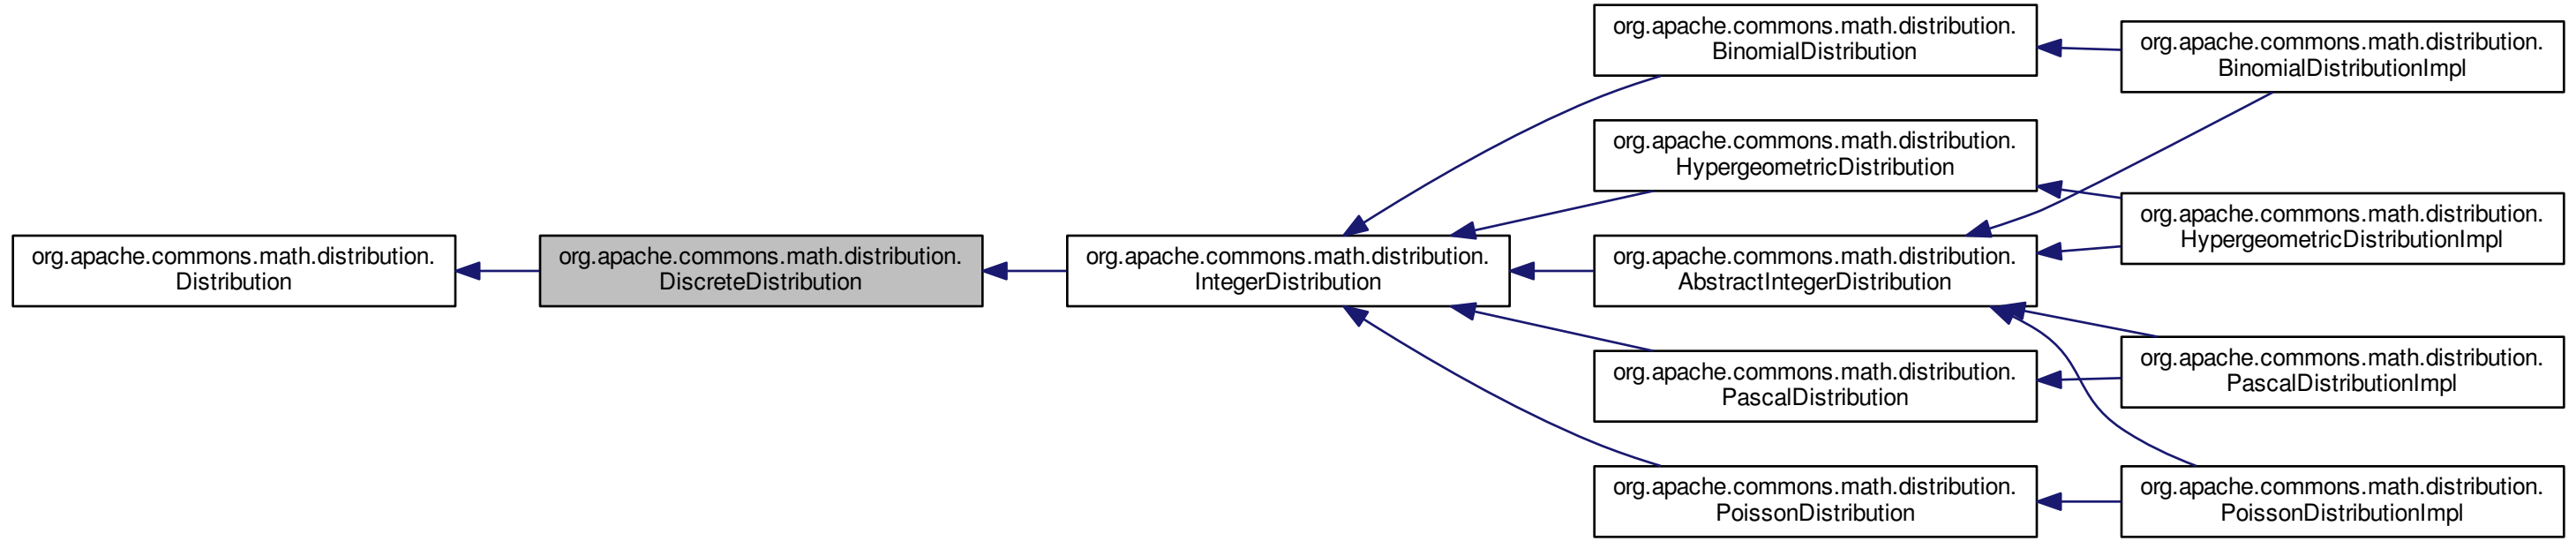 org.apache.commons.math.distribution.
Distribution
org.apache.commons.math.distribution.
DiscreteDistribution
org.apache.commons.math.distribution.
IntegerDistribution
org.apache.commons.math.distribution.
BinomialDistribution
org.apache.commons.math.distribution.
HypergeometricDistribution
org.apache.commons.math.distribution.
AbstractIntegerDistribution
org.apache.commons.math.distribution.
PascalDistribution
org.apache.commons.math.distribution.
PoissonDistribution
org.apache.commons.math.distribution.
BinomialDistributionImpl
org.apache.commons.math.distribution.
HypergeometricDistributionImpl
org.apache.commons.math.distribution.
PascalDistributionImpl
org.apache.commons.math.distribution.
PoissonDistributionImpl